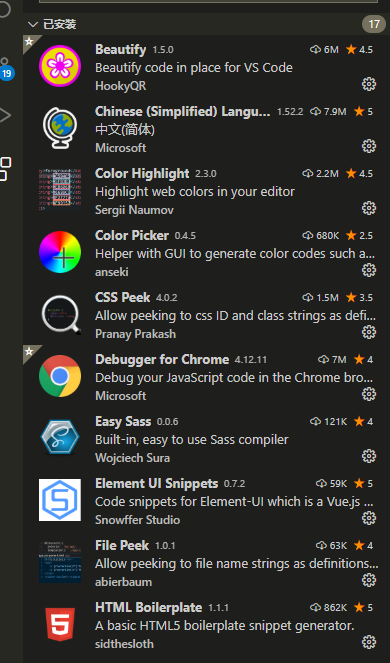 已安装 17
Beautify 1.5.0 6M 4.5
Beautify code in place for VS Code
HookyQR
Chinese (Simplified) Langu... 1.52.2 7.9M 5
中文(简体)
Microsoft
Color Highlight 2.3.0 2.2M 4.5
Highlight web colors in your editor
Sergii Naumov
19
Color Picker 0.4.5 680K 2.5
Helper with GUI to generate color codes such a...
anseki
CSS Peek 4.0.2 1.5M 3.5
Allow peeking to css ID and class strings as defi...
Pranay Prakash
Debugger for Chrome 4.12.11 7M 4
Debug your JavaScript code in the Chrome bro...
Microsoft
Easy Sass 0.0.6 121K 4
Built-in, easy to use Sass compiler
Wojciech Sura
Element UI Snippets 0.7.2 59K 5
Code snippets for Element-UI which is a Vue.js ...
Snowffer Studio
File Peek 1.0.1 63K 4
Allow peeking to file name strings as definitions...
abierbaum
HTML Boilerplate 1.1.1 862K 5
A basic HTML5 boilerplate snippet generator.
sidthesloth